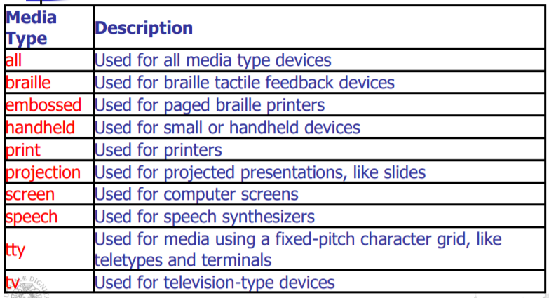 Media Type Description
all Used for all media type devices
braille Used for braille tactile feedback devices
embossed Used for paged braille printers
handheld Used for small or handheld devices
print Used for printers
projection Used for projected presentations, like slides
screen Used for computer screens
speech Used for speech synthesizers
tty Used for media using a fixed-pitch character grid, like
teletypes and terminals
tv Used for television-type devices